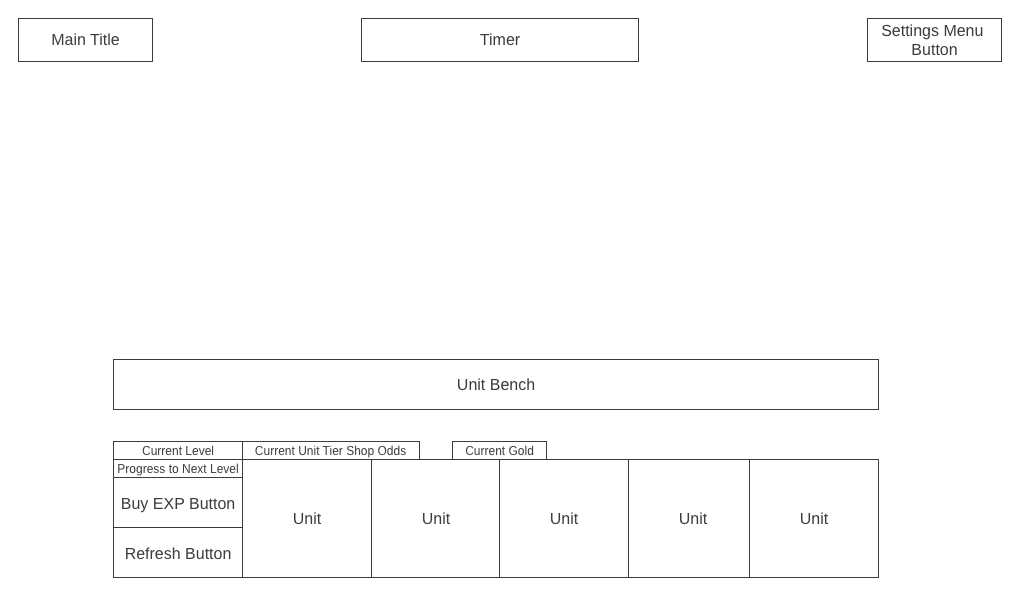 Main Title
Timer
Settings Menu
Button
Unit Bench
Current Level
Current Unit Tier Shop Odds
Current Gold
Progress to Next Level
Buy EXP Button
Refresh Button
Unit
Unit
Unit
Unit
Unit